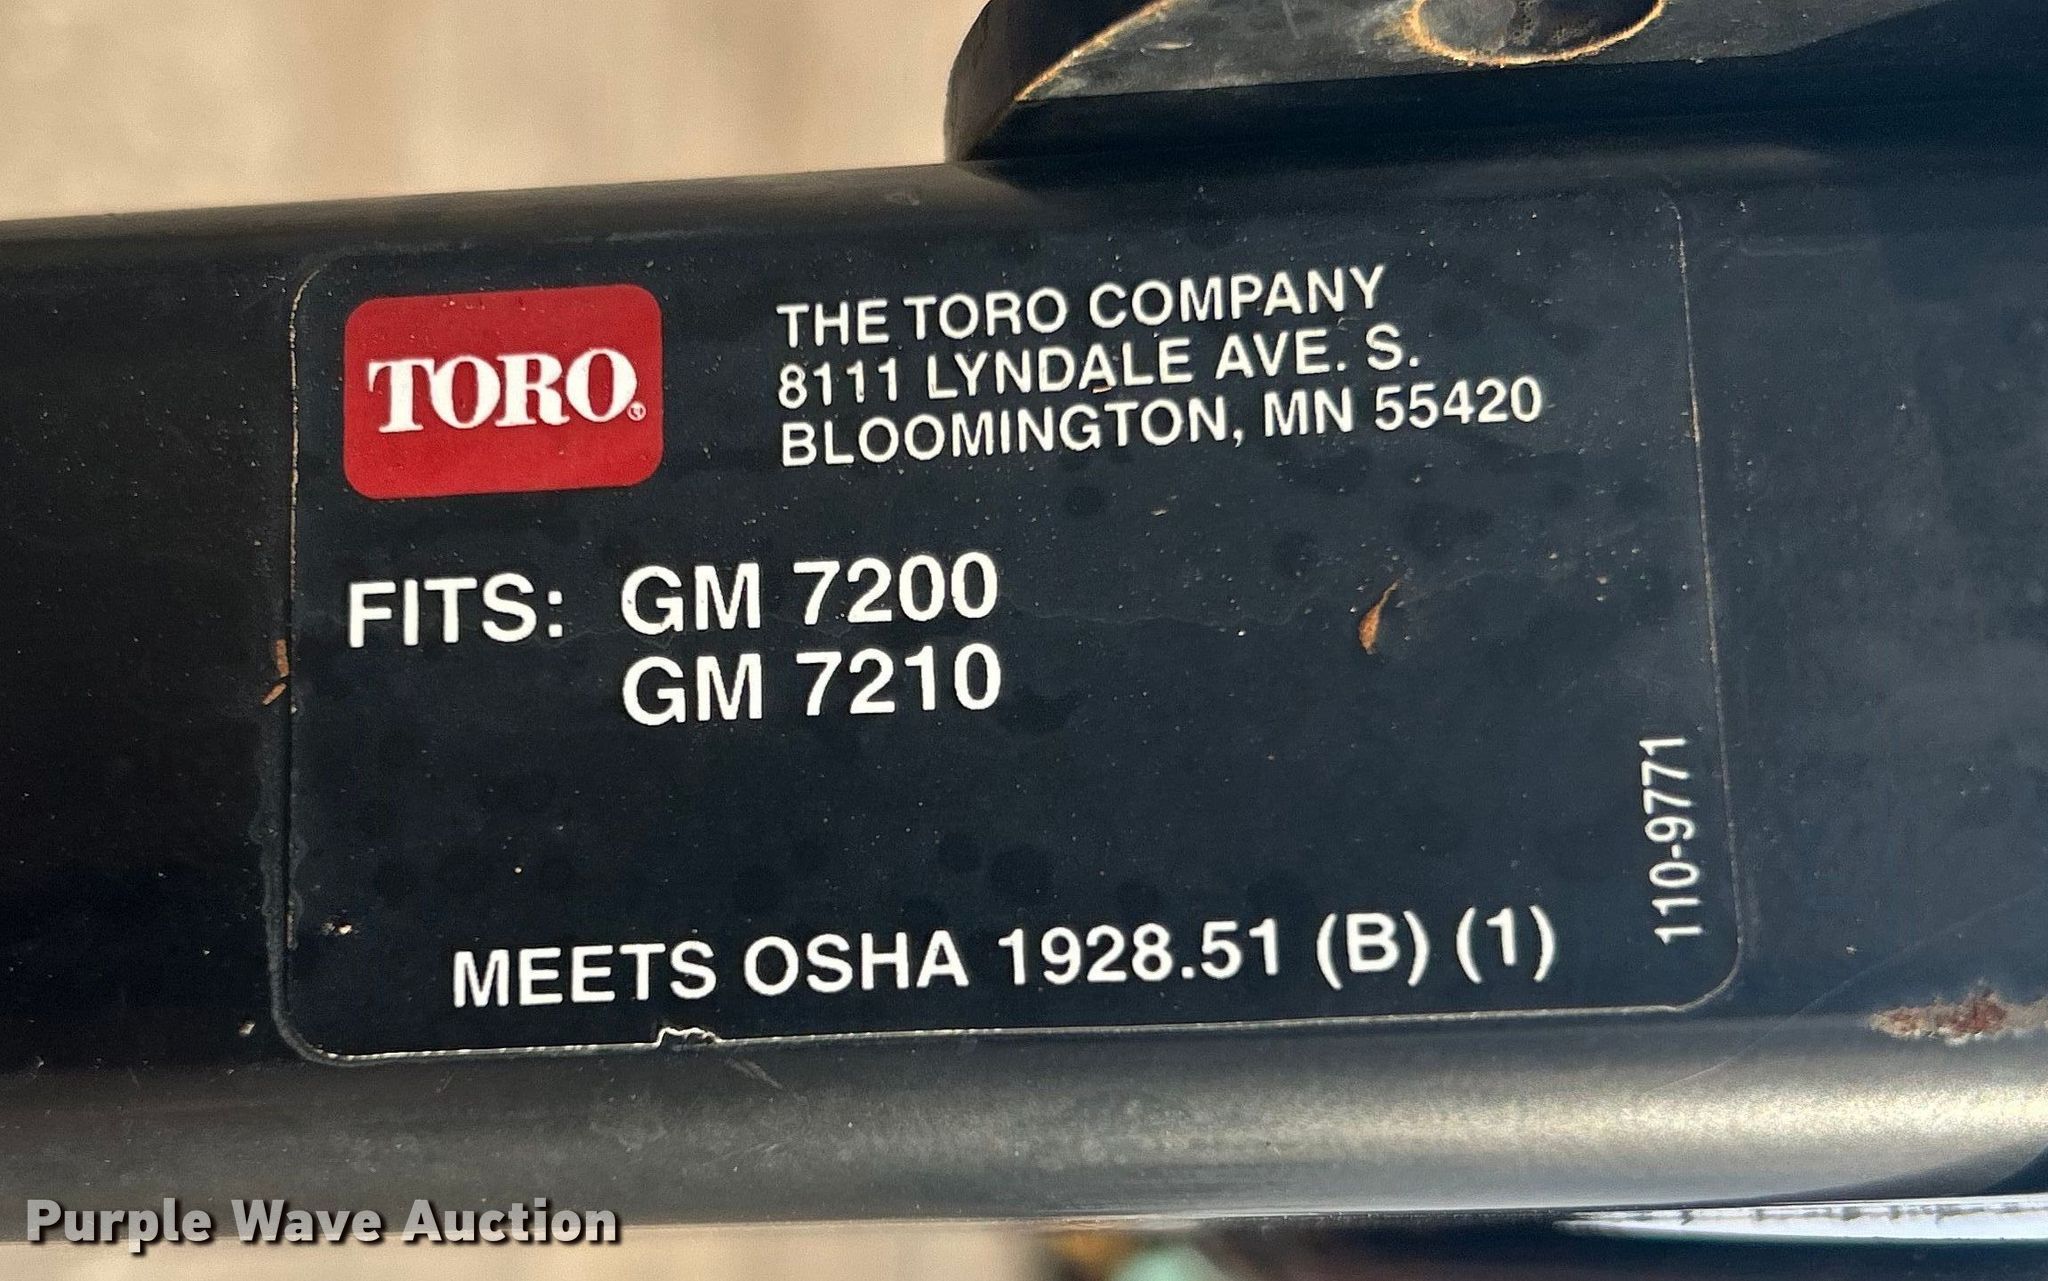 TORO®
THE TORO COMPANY
8111 LYNDALE AVE. S.
BLOOMINGTON, MN 55420
FITS: GM 7200
GM 7210
110-9771
MEETS OSHA 1928.51 (B) (1)
Purple Wave Auction